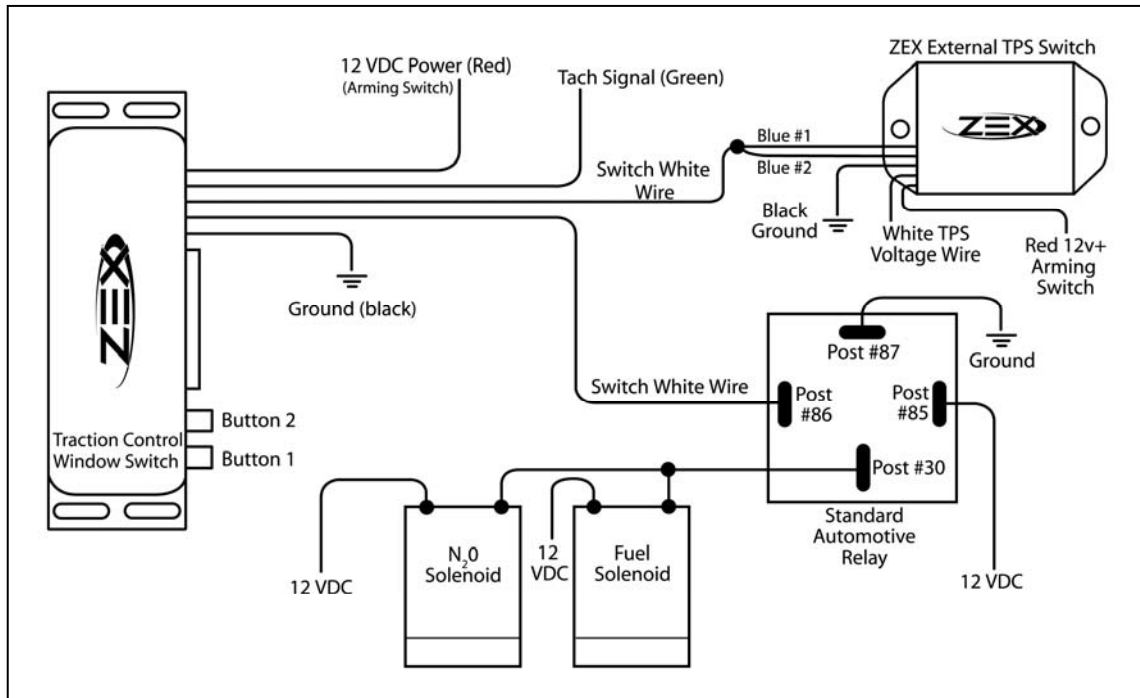 12 VDC Power (Red)
(Arming Switch)
Tach Signal (Green)
ZEX External TPS Switch
ZEX
Blue #1
Blue #2
Switch White
Wire
Black
Ground
White TPS
Voltage Wire
Red 12v+
Arming
Switch
ZEX
Ground (black)
Post #87
Ground
Switch White Wire
Post
#86
Post
#85
Button 2
Traction Control
Window Switch
Button 1
Post #30
Standard
Automotive
Relay
N20
Solenoid
12
VDC
Fuel
Solenoid
12 VDC
12 VDC